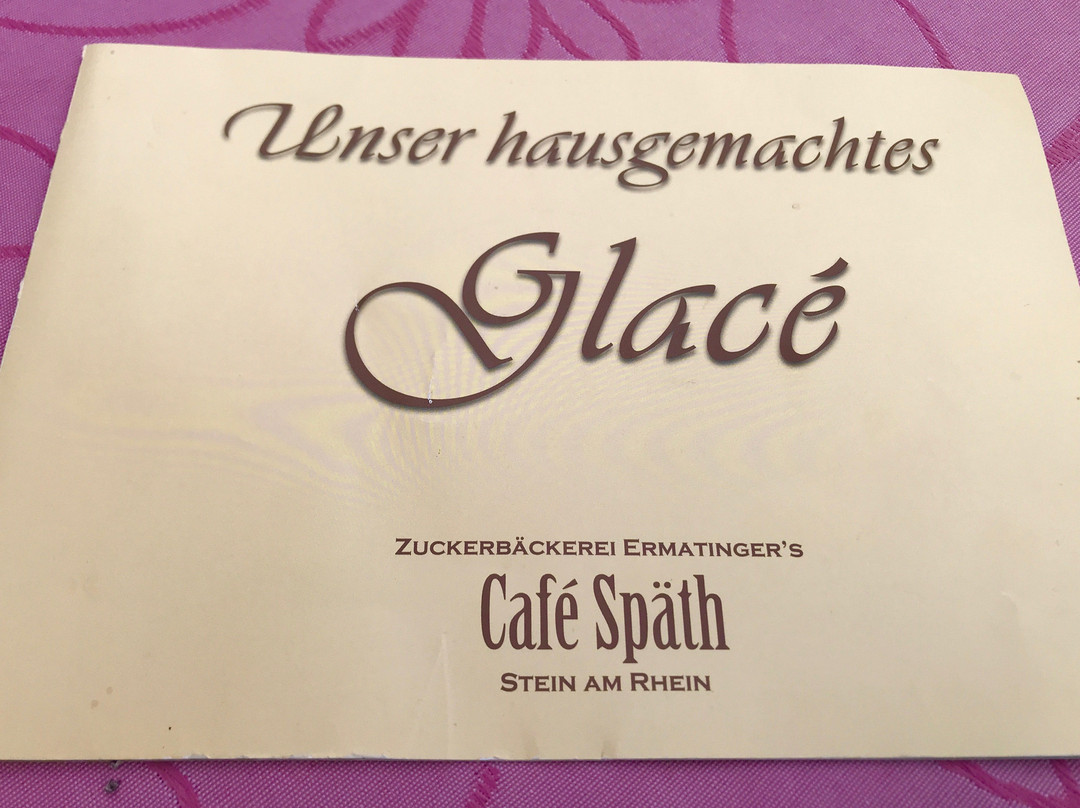 Unser hausgemachtes
Glacé
ZUCKERBÄCKEREI ERMATINGER'S
Café Späth
STEIN AM RHEIN